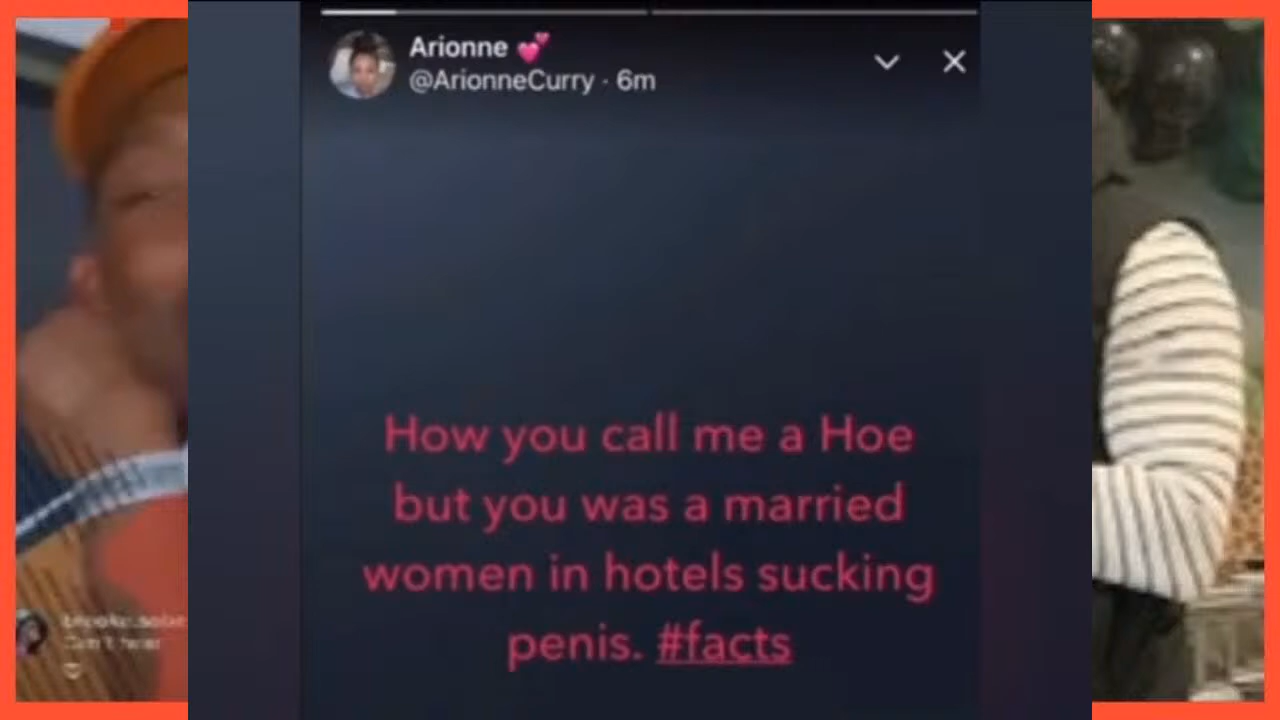 Arionne 💕
@ArionneCurry · 6m
How you call me a Hoe
but you was a married
women in hotels sucking
penis. #facts